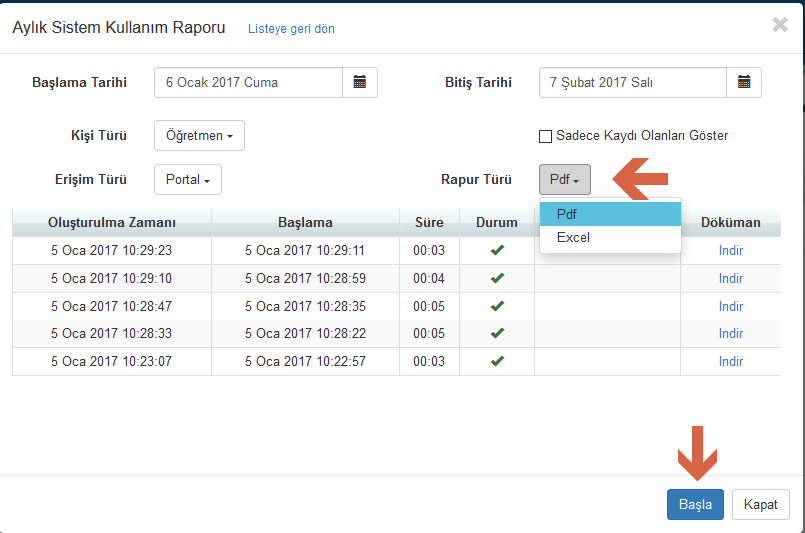 Aylık Sistem Kullanım Raporu Listeye geri dön
Başlama Tarihi 6 Ocak 2017 Cuma Bitiş Tarihi 7 Şubat 2017 Salı
Kişi Türü Öğretmen Sadece Kaydı Olanları Göster
Erişim Türü Portal Rapur Türü Pdf
Pdf
Excel
Oluşturulma Zamanı Başlama Süre Durum Döküman
5 Oca 2017 10:29:23 5 Oca 2017 10:29:11 00:03 Indir
5 Oca 2017 10:29:10 5 Oca 2017 10:28:59 00:04 Indir
5 Oca 2017 10:28:47 5 Oca 2017 10:28:35 00:05 Indir
5 Oca 2017 10:28:33 5 Oca 2017 10:28:22 00:05 Indir
5 Oca 2017 10:23:07 5 Oca 2017 10:22:57 00:03 Indir
Başla Kapat